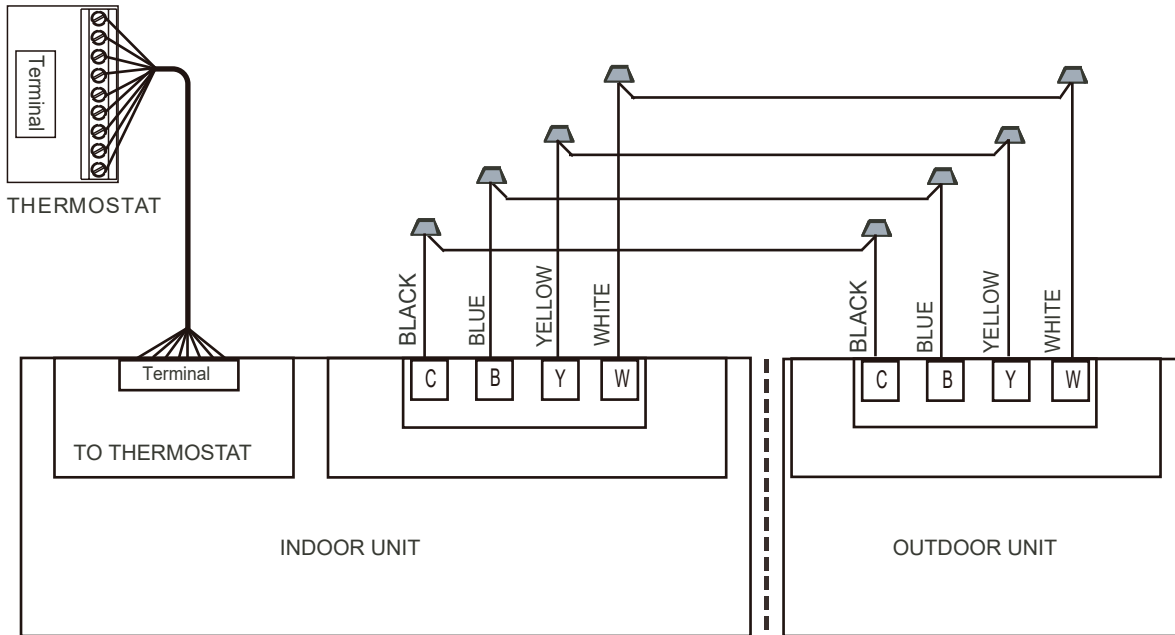 Terminal
THERMOSTAT
BLACK
BLUE
YELLOW
WHITE
BLACK
BLUE
YELLOW
WHITE
Terminal
C
B
Y
W
C
B
Y
W
TO THERMOSTAT
INDOOR UNIT
OUTDOOR UNIT